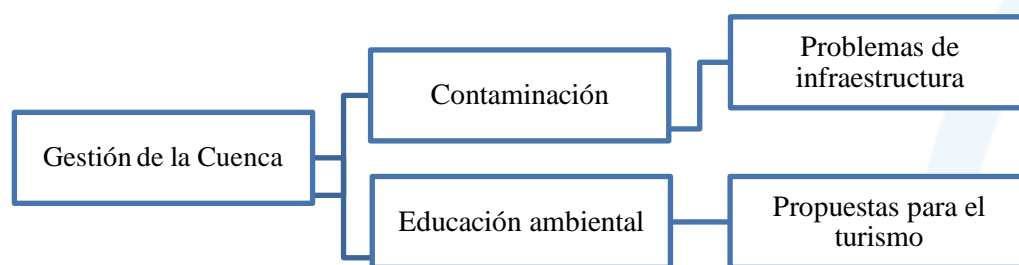 Gestión de la Cuenca
Contaminación
Problemas de
infraestructura
Educación ambiental
Propuestas para el
turismo